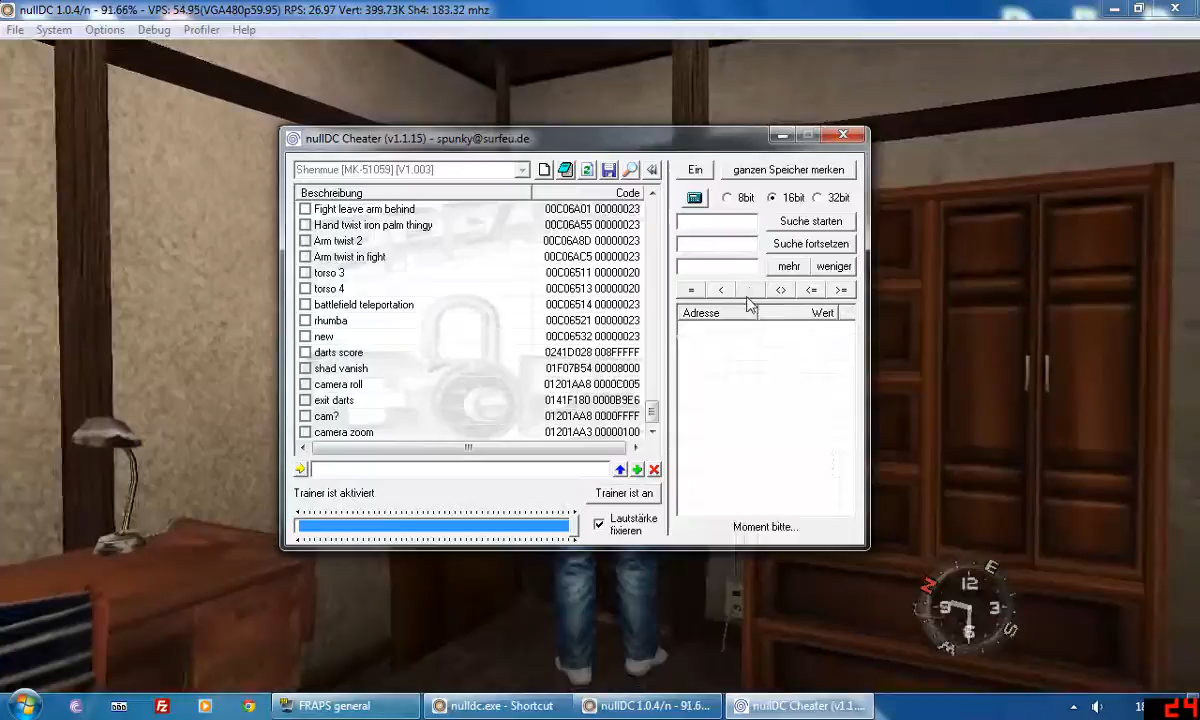 nullDC 1.0.4/n - 91.66% - VPS: 54.95(VGA480p59.95) RPS: 26.97 Vert: 399.73K Sh4: 183.32 mhz
File System Options Debug Profiler Help
nullDC Cheater (v1.1.15) - spunky@surfeu.de
Shenmue [MK-51059] [V1.003]
Beschreibung Code
Fight leave arm behind 00C06A01 00000023
Hand twist iron palm thingy 00C06A55 00000023
Arm twist 2 00C06A8D 00000023
Arm twist in fight 00C06AC5 00000023
torso 3 00C06511 00000020
torso 4 00C06513 00000020
battlefield teleportation 00C06514 00000023
rhumba 00C06521 00000023
new 00C06532 00000023
darts score 0241D028 008FFFFF
shad vanish 01F07B54 00008000
camera roll 01201AA8 0000C005
exit darts 0141F180 0000B9E6
cam? 01201AA8 0000FFFF
camera zoom 01201AA3 00000100
Trainer ist aktiviert
Trainer ist an
Lautstärke
fixieren
Ein ganzen Speicher merken
8bit 16bit 32bit
Suche starten
Suche fortsetzen
mehr weniger
= < <> <= >=
Adresse Wert
Moment bitte...
N E S W
12 3 6 9
FRAPS general
nulldc.exe - Shortcut
nullDC 1.0.4/n - 91.6...
nullDC Cheater (v1.1....
24